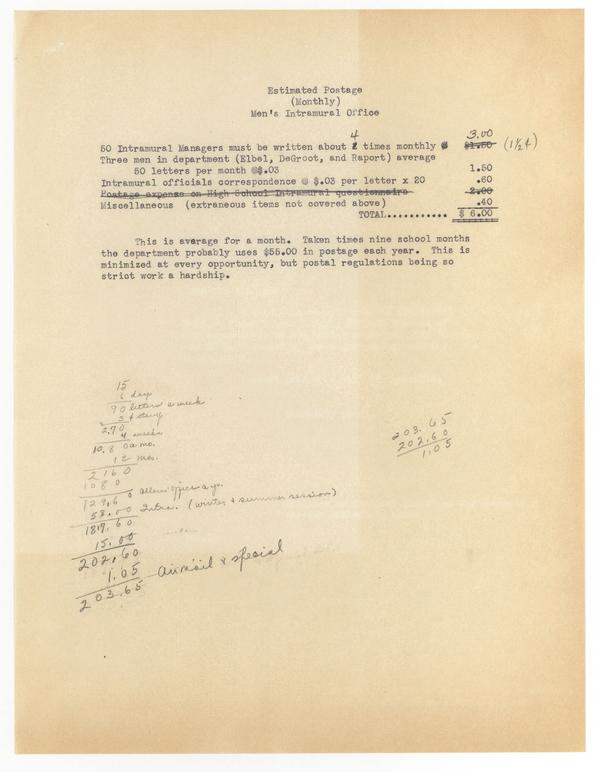 Estimated Postage
(Monthly)
Men's Intramural Office
4 3.00
50 Intramural Managers must be written about times monthly @ $1.50 (1½¢)
Three men in department (Elbel, DeGroot, and Raport) average
50 letters per month @$.03 1.50
Intramural officials correspondence @ $.03 per letter x 20 .60
Postage expense on High School Intramural questionnaire 2.00
Miscellaneous (extraneous items not covered above) .40
TOTAL........... $ 6.00
This is average for a month. Taken times nine school months
the department probably uses $55.00 in postage each year. This is
minimized at every opportunity, but postal regulations being so
strict work a hardship.
15
6 days
90 letters a week
3 ¢ stamp
2.70
4 weeks
10.80 a mo.
12 mos.
2160
1080
129.60 Allens office a yr.
58.00 Intra. (winter & summer session)
187.60
15.00
202.60
1.05 Airmail & special
203.65
203.65
202.60
1.05